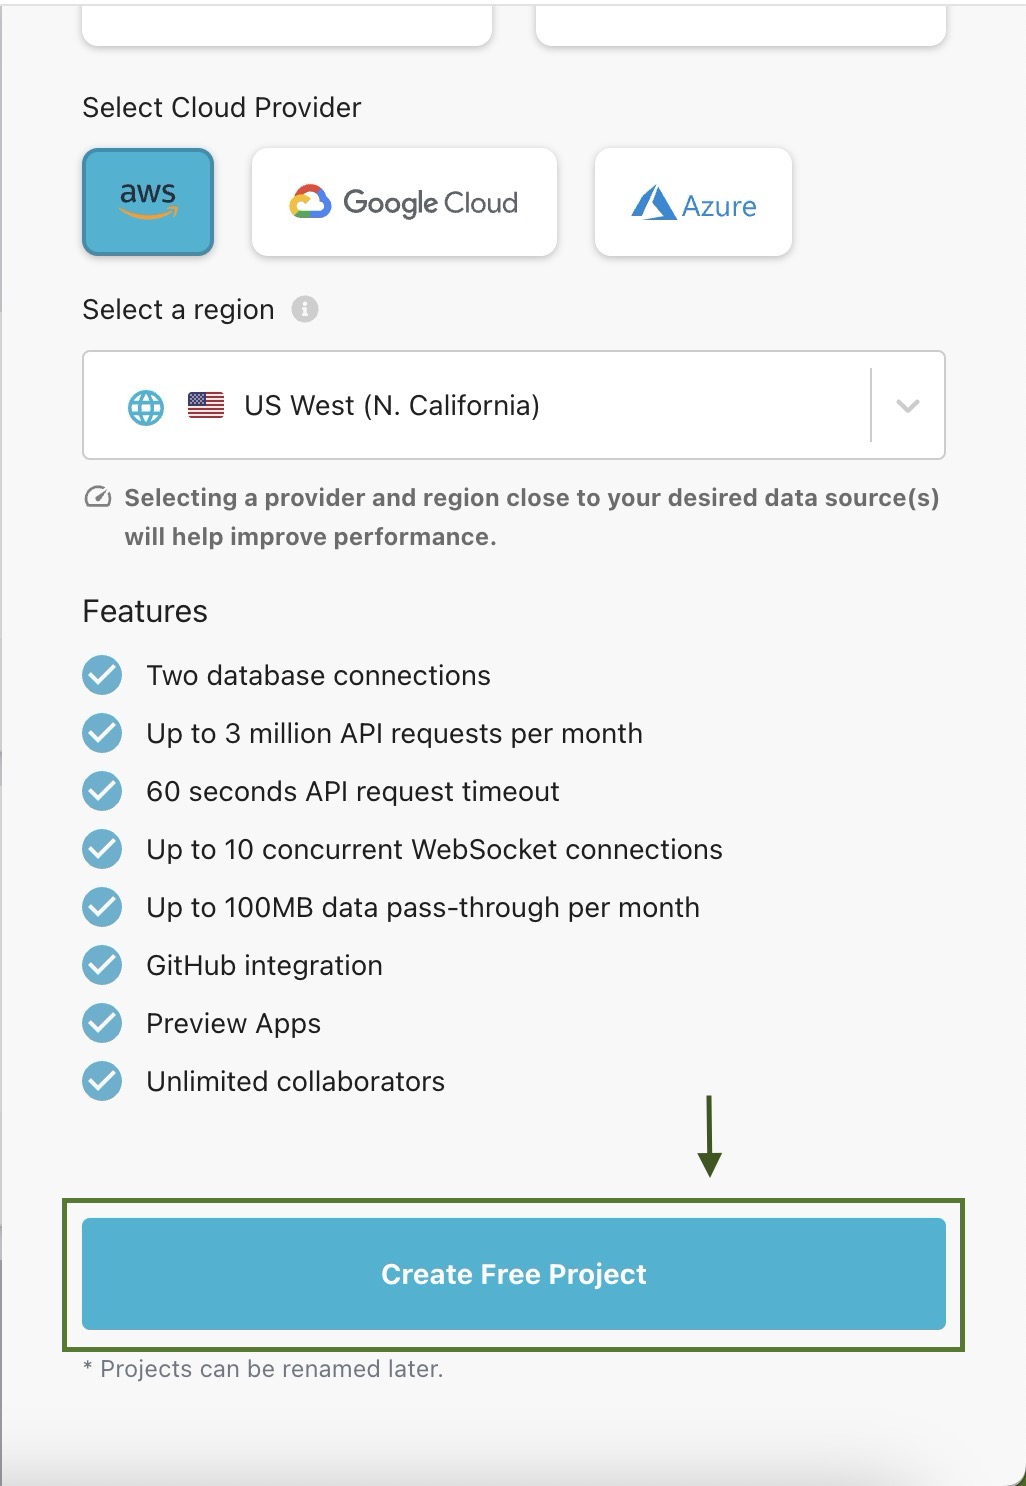 Select Cloud Provider
aws
Google Cloud
Azure
Select a region
US West (N. California)
Selecting a provider and region close to your desired data source(s)
will help improve performance.
Features
Two database connections
Up to 3 million API requests per month
60 seconds API request timeout
Up to 10 concurrent WebSocket connections
Up to 100MB data pass-through per month
GitHub integration
Preview Apps
Unlimited collaborators
Create Free Project
* Projects can be renamed later.